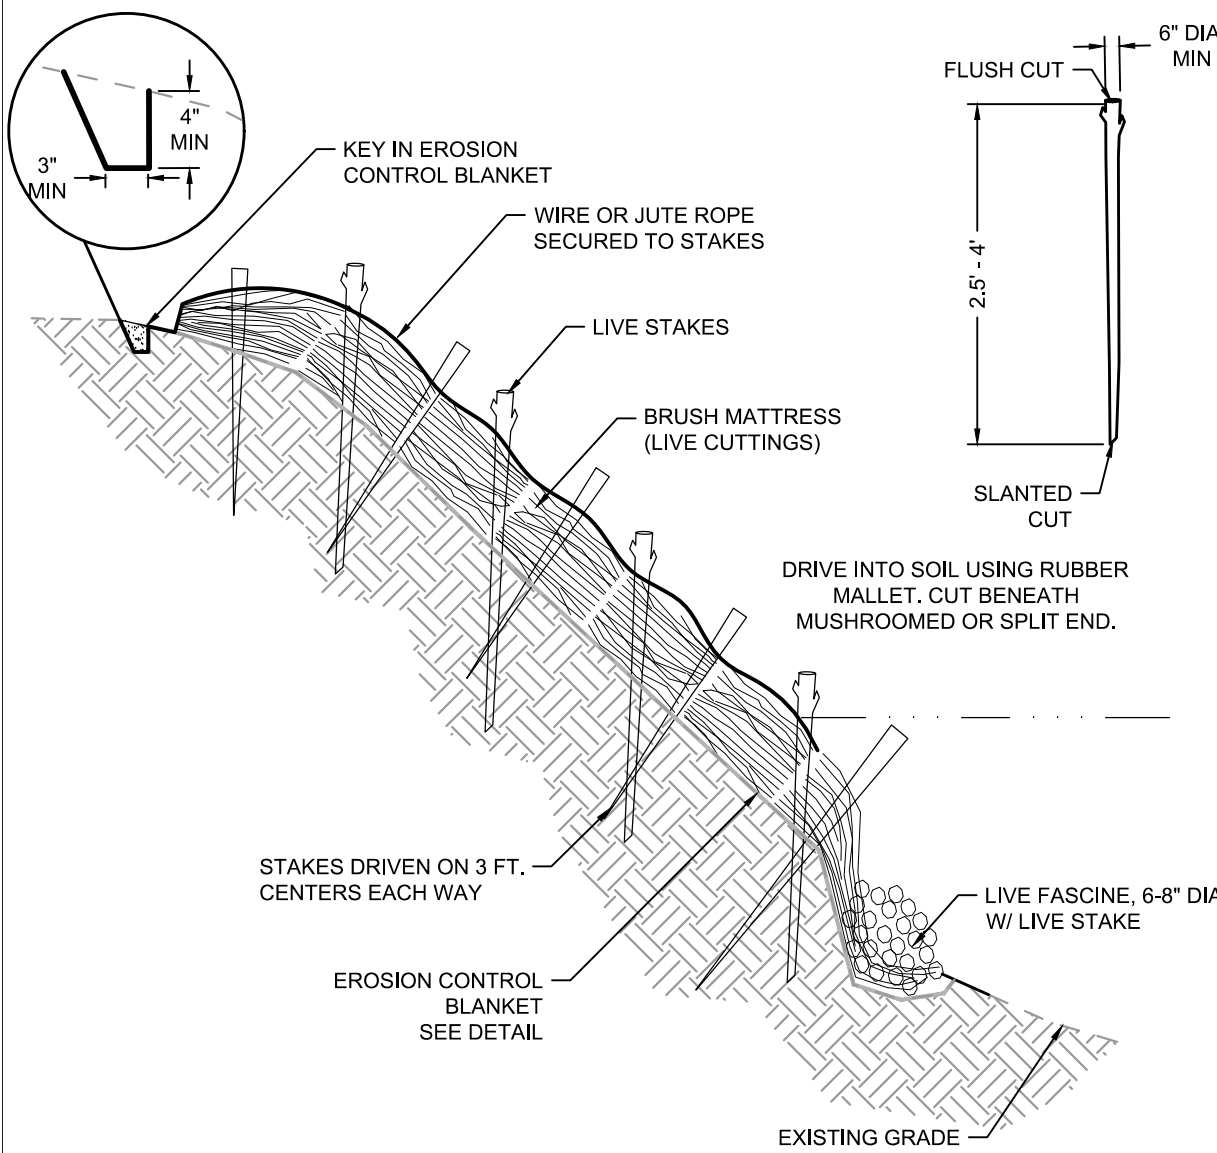 4"
MIN
3"
MIN
KEY IN EROSION
CONTROL BLANKET
WIRE OR JUTE ROPE
SECURED TO STAKES
LIVE STAKES
BRUSH MATTRESS
(LIVE CUTTINGS)
6" DIA
MIN
FLUSH CUT
2.5' - 4'
SLANTED
CUT
DRIVE INTO SOIL USING RUBBER
MALLET. CUT BENEATH
MUSHROOMED OR SPLIT END.
STAKES DRIVEN ON 3 FT.
CENTERS EACH WAY
LIVE FASCINE, 6-8" DIA
W/ LIVE STAKE
EROSION CONTROL
BLANKET
SEE DETAIL
EXISTING GRADE